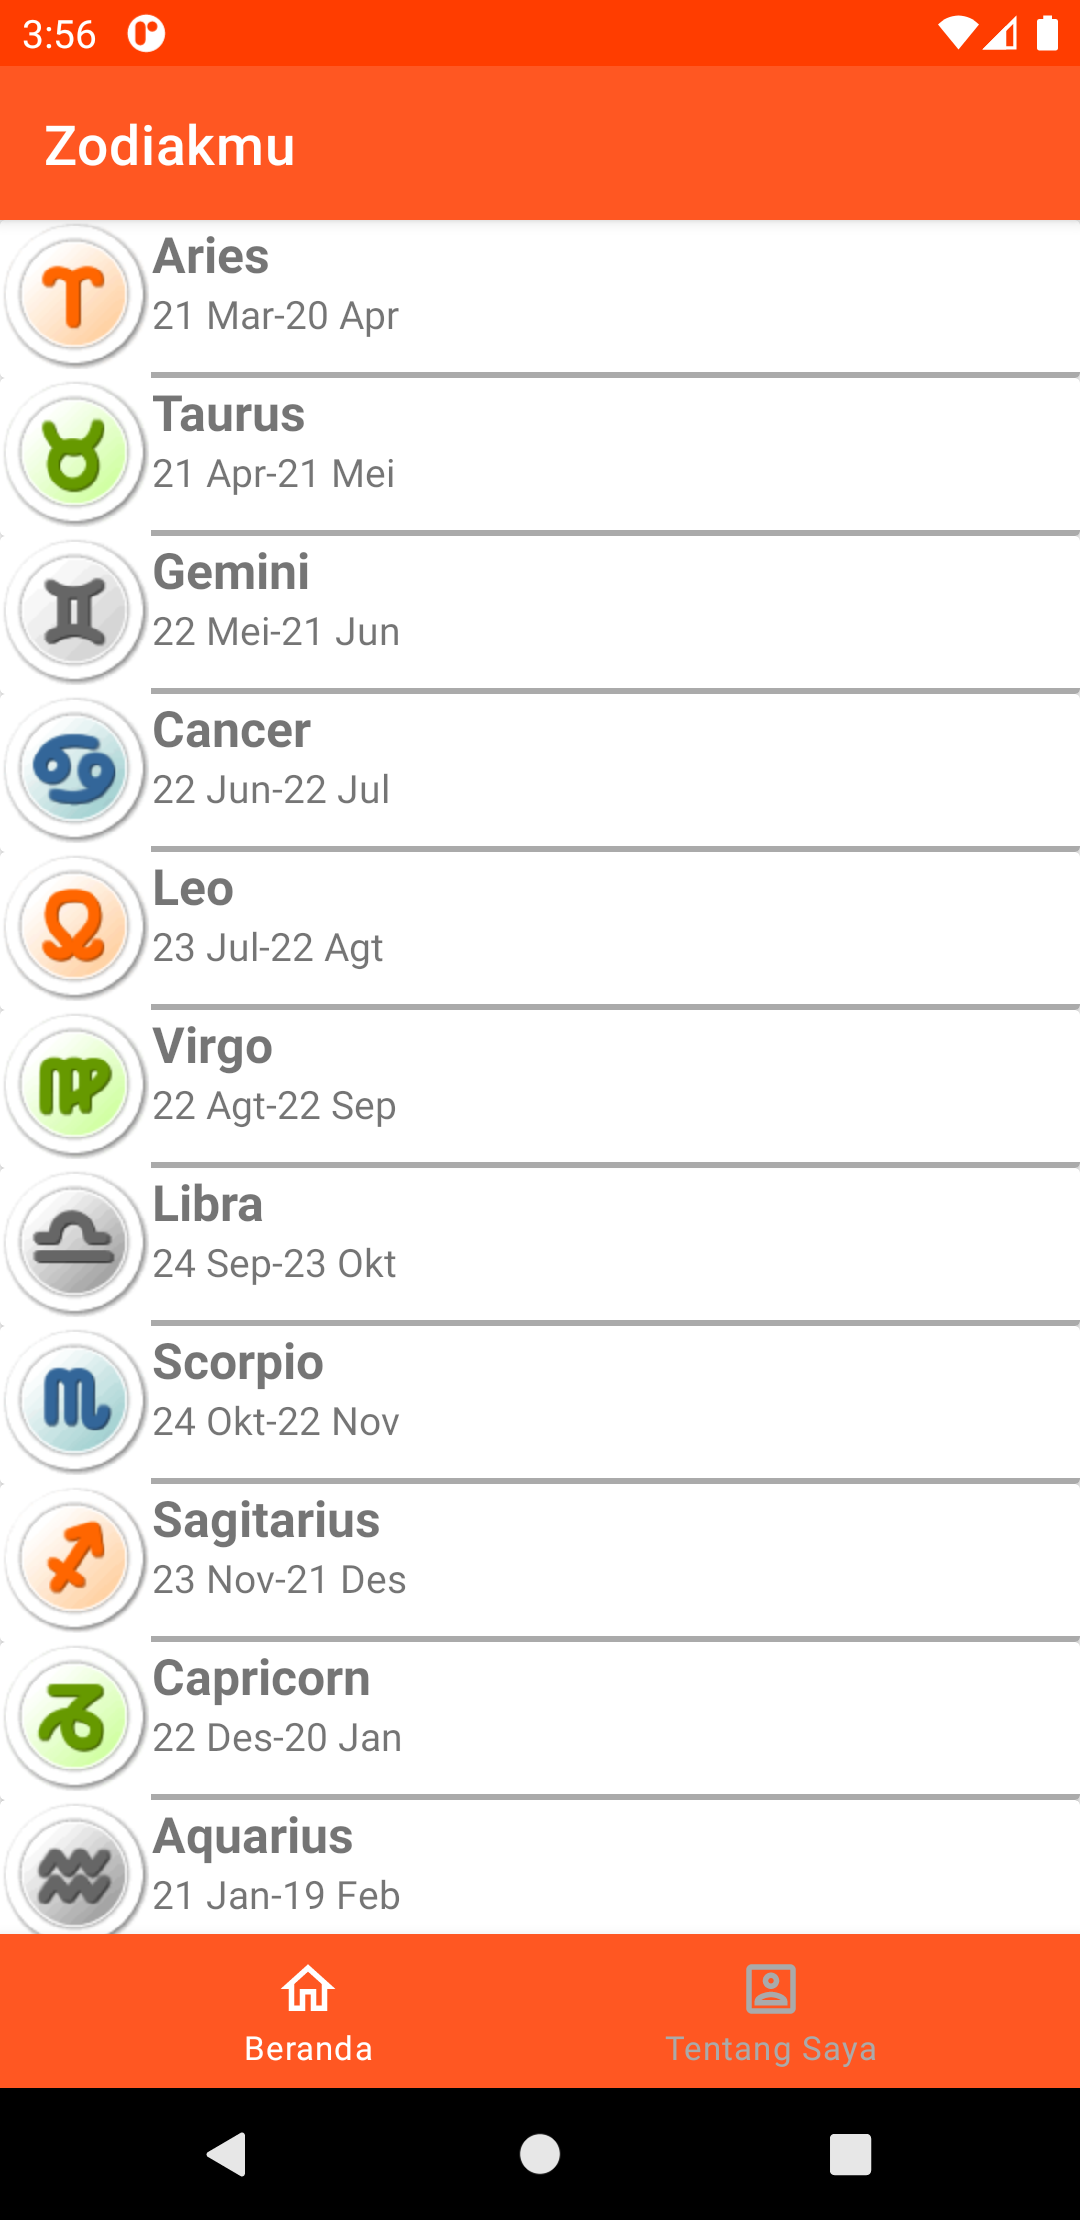 3:56
Zodiakmu
Aries
21 Mar-20 Apr
Taurus
21 Apr-21 Mei
Gemini
22 Mei-21 Jun
Cancer
22 Jun-22 Jul
Leo
23 Jul-22 Agt
Virgo
22 Agt-22 Sep
Libra
24 Sep-23 Okt
Scorpio
24 Okt-22 Nov
Sagitarius
23 Nov-21 Des
Capricorn
22 Des-20 Jan
Aquarius
21 Jan-19 Feb
Beranda
Tentang Saya